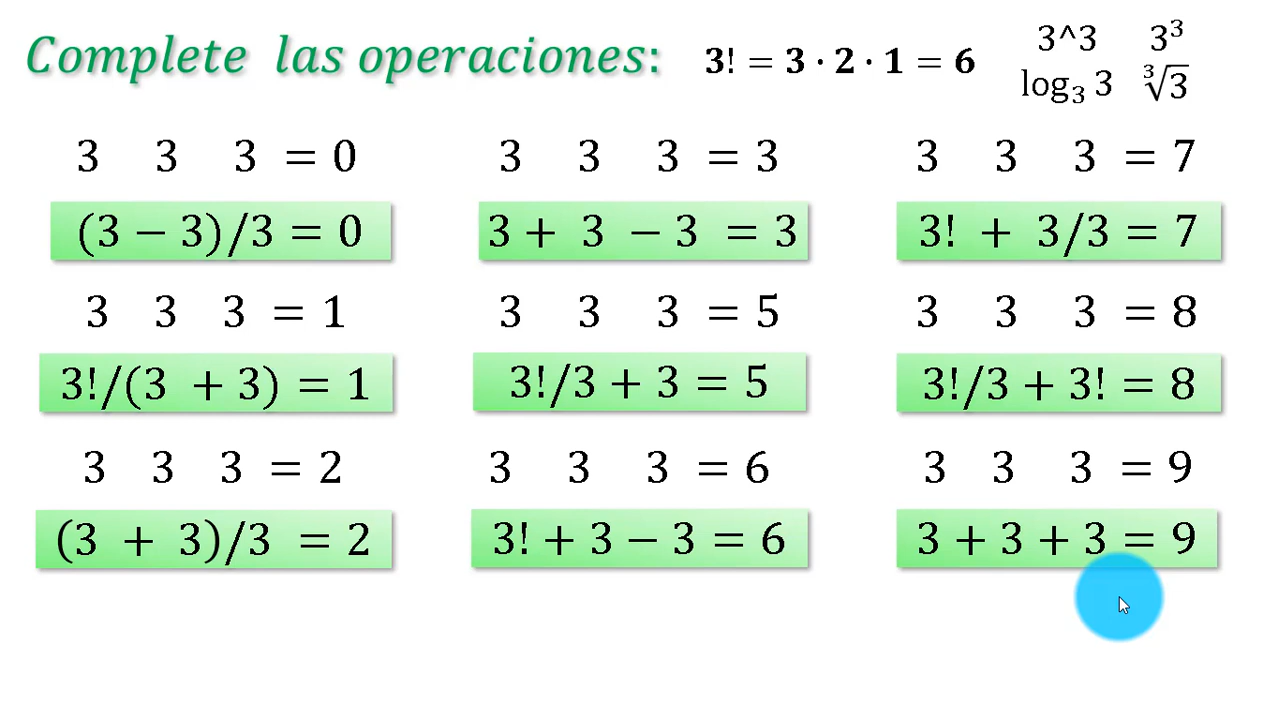 Complete las operaciones:
3! = 3 · 2 · 1 = 6
3^3 3³
log₃ 3 ∛3
3 3 3 = 0
(3 − 3)/3 = 0
3 3 3 = 1
3!/(3 + 3) = 1
3 3 3 = 2
(3 + 3)/3 = 2
3 3 3 = 3
3 + 3 − 3 = 3
3 3 3 = 5
3!/3 + 3 = 5
3 3 3 = 6
3! + 3 − 3 = 6
3 3 3 = 7
3! + 3/3 = 7
3 3 3 = 8
3!/3 + 3! = 8
3 3 3 = 9
3 + 3 + 3 = 9